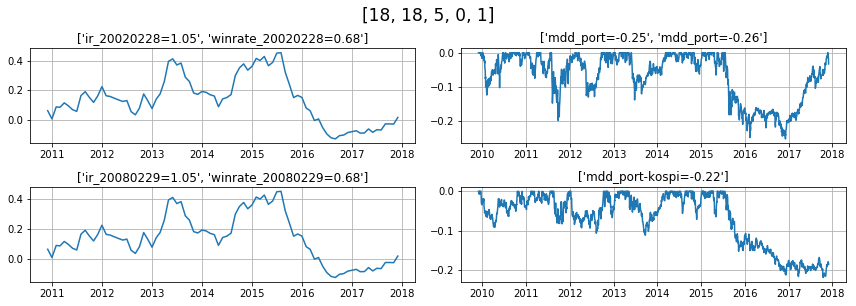 [18, 18, 5, 0, 1]
['ir_20020228=1.05', 'winrate_20020228=0.68']
0.4
0.2
0.0
2011 2012 2013 2014 2015 2016 2017 2018
['mdd_port=-0.25', 'mdd_port=-0.26']
0.0
−0.1
−0.2
2010 2011 2012 2013 2014 2015 2016 2017 2018
['ir_20080229=1.05', 'winrate_20080229=0.68']
0.4
0.2
0.0
2011 2012 2013 2014 2015 2016 2017 2018
['mdd_port-kospi=-0.22']
0.0
−0.1
−0.2
2010 2011 2012 2013 2014 2015 2016 2017 2018